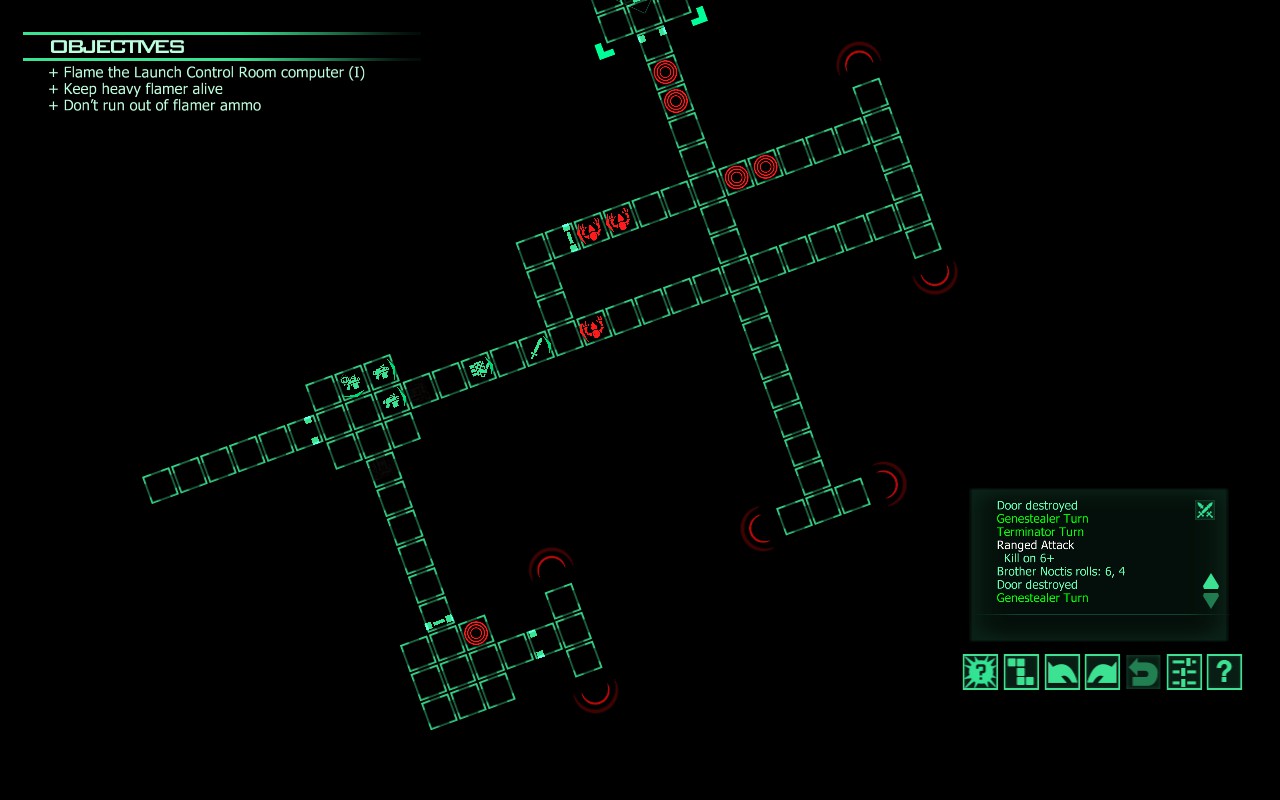 OBJECTIVES
+ Flame the Launch Control Room computer (I)
+ Keep heavy flamer alive
+ Don't run out of flamer ammo
Door destroyed
Genestealer Turn
Terminator Turn
Ranged Attack
Kill on 6+
Brother Noctis rolls: 6, 4
Door destroyed
Genestealer Turn
? ?